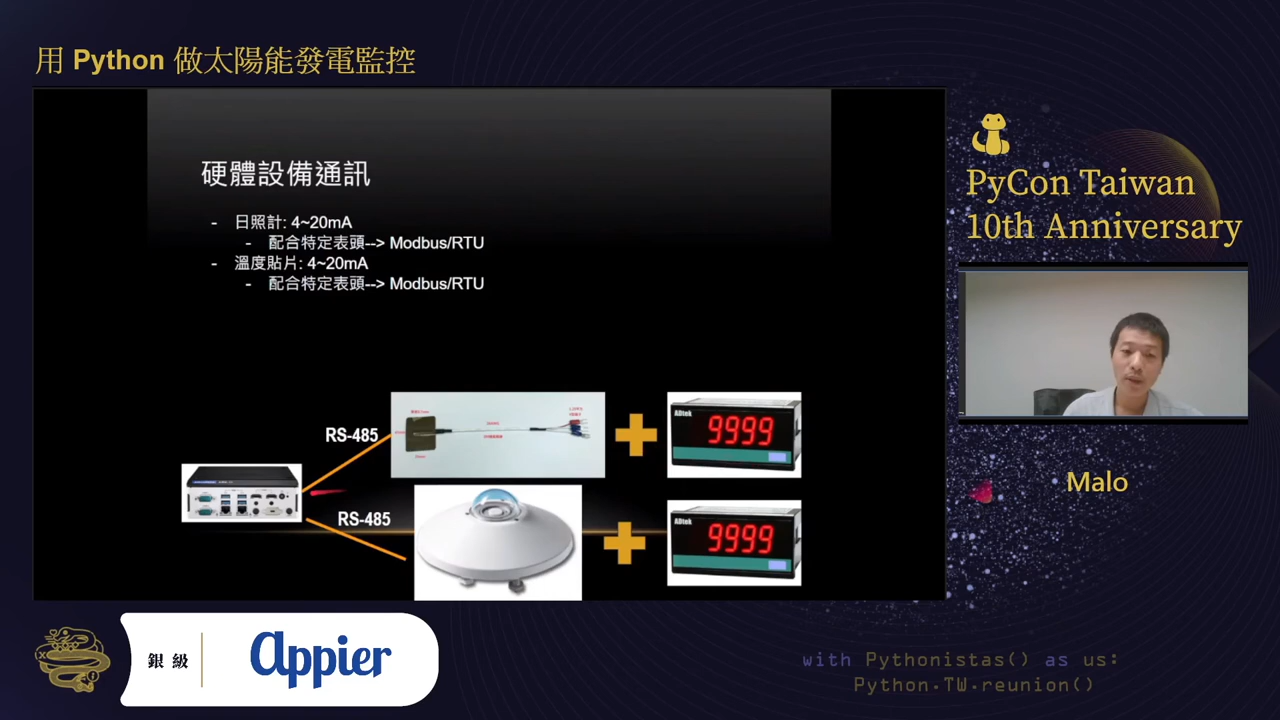 用 Python 做太陽能發電監控
硬體設備通訊
- 日照計: 4~20mA
- 配合特定表頭--> Modbus/RTU
- 溫度貼片: 4~20mA
- 配合特定表頭--> Modbus/RTU
RS-485
ADtek
9999
RS-485
ADtek
9999
PyCon Taiwan
10th Anniversary
Malo
銀級
appier
with Pythonistas() as us:
Python.TW.reunion()